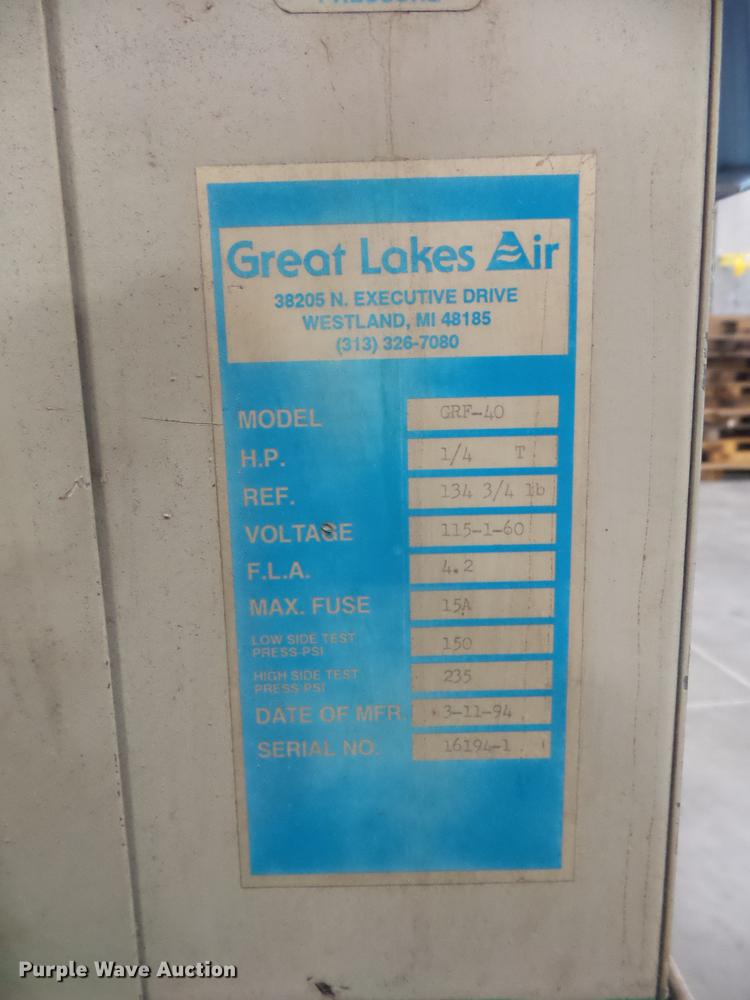 PRESSURE
Great Lakes Air
38205 N. EXECUTIVE DRIVE
WESTLAND, MI 48185
(313) 326-7080
MODEL GRF-40
H.P. 1/4 T
REF. 134 3/4 lb
VOLTAGE 115-1-60
F.L.A. 4.2
MAX. FUSE 15A
LOW SIDE TEST
PRESS-PSI 150
HIGH SIDE TEST
PRESS PSI 235
DATE OF MFR. 3-11-94
SERIAL NO. 16194-1
Purple Wave Auction